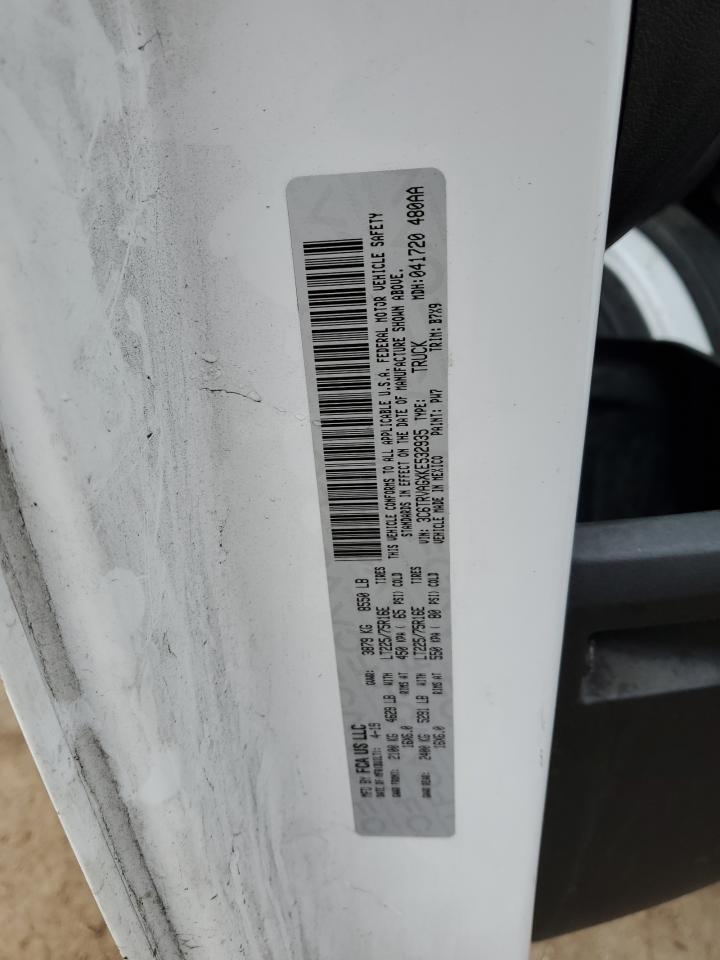 MFD BY FCA US LLC
DATE OF MFR(BUILT): 4-19 GVWR: 3879 KG 8550 LB
GAWR FRONT: 2100 KG 4629 LB WITH LT225/75R16E TIRES
16X6.0 RIMS AT 450 KPA ( 65 PSI) COLD
GAWR REAR: 2400 KG 5291 LB WITH LT225/75R16E TIRES
16X6.0 RIMS AT 550 KPA ( 80 PSI) COLD
THIS VEHICLE CONFORMS TO ALL APPLICABLE U.S.A. FEDERAL MOTOR VEHICLE SAFETY
STANDARDS IN EFFECT ON THE DATE OF MANUFACTURE SHOWN ABOVE.
VIN: 3C6TRVAGXKE532935 TYPE: TRUCK MDH: 041720 480AA
VEHICLE MADE IN MEXICO PAINT: PW7 TRIM: B7X9